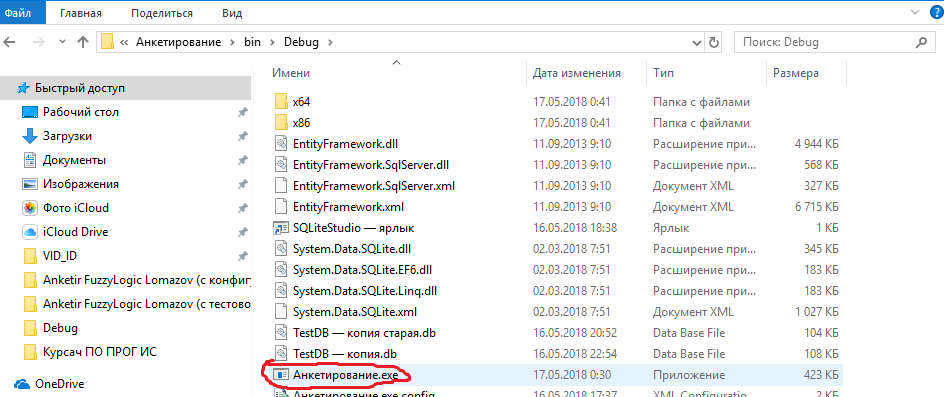 Файл Главная Поделиться Вид
« Анкетирование › bin › Debug › Поиск: Debug
Имени Дата изменения Тип Размера
Быстрый доступ
x64 17.05.2018 0:41 Папка с файлами
Рабочий стол
x86 17.05.2018 0:41 Папка с файлами
Загрузки
EntityFramework.dll 11.09.2013 9:10 Расширение при... 4 944 КБ
Документы
EntityFramework.SqlServer.dll 11.09.2013 9:10 Расширение при... 568 КБ
Изображения
EntityFramework.SqlServer.xml 11.09.2013 9:10 Документ XML 327 КБ
Фото iCloud
EntityFramework.xml 11.09.2013 9:10 Документ XML 6 715 КБ
iCloud Drive
SQLiteStudio — ярлык 16.05.2018 18:38 Ярлык 1 КБ
VID_ID
System.Data.SQLite.dll 02.03.2018 7:51 Расширение при... 345 КБ
Anketir FuzzyLogic Lomazov (с конфиг
System.Data.SQLite.EF6.dll 02.03.2018 7:51 Расширение при... 183 КБ
Anketir FuzzyLogic Lomazov (с тестово
System.Data.SQLite.Linq.dll 02.03.2018 7:51 Расширение при... 183 КБ
System.Data.SQLite.xml 02.03.2018 7:51 Документ XML 1 027 КБ
Debug
TestDB — копия старая.db 16.05.2018 20:52 Data Base File 104 КБ
Курсач ПО ПРОГ ИС
TestDB — копия.db 16.05.2018 22:54 Data Base File 104 КБ
OneDrive
Анкетирование.exe 17.05.2018 0:30 Приложение 423 КБ
Анкетирование.exe.config 16.05.2018 17:37 XML Configuratio... 2 КБ